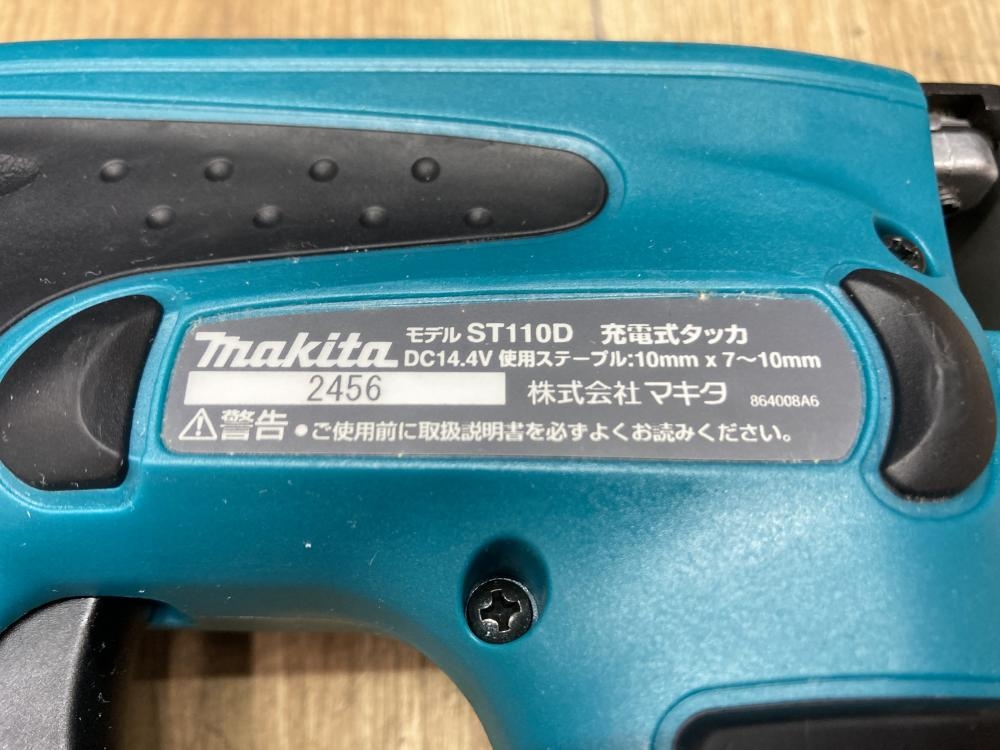 makita モデル ST110D 充電式タッカ
DC14.4V 使用ステープル:10mm x 7〜10mm
2456 株式会社 マキタ 864008A6
⚠警告 ●ご使用前に取扱説明書を必ずよくお読みください。